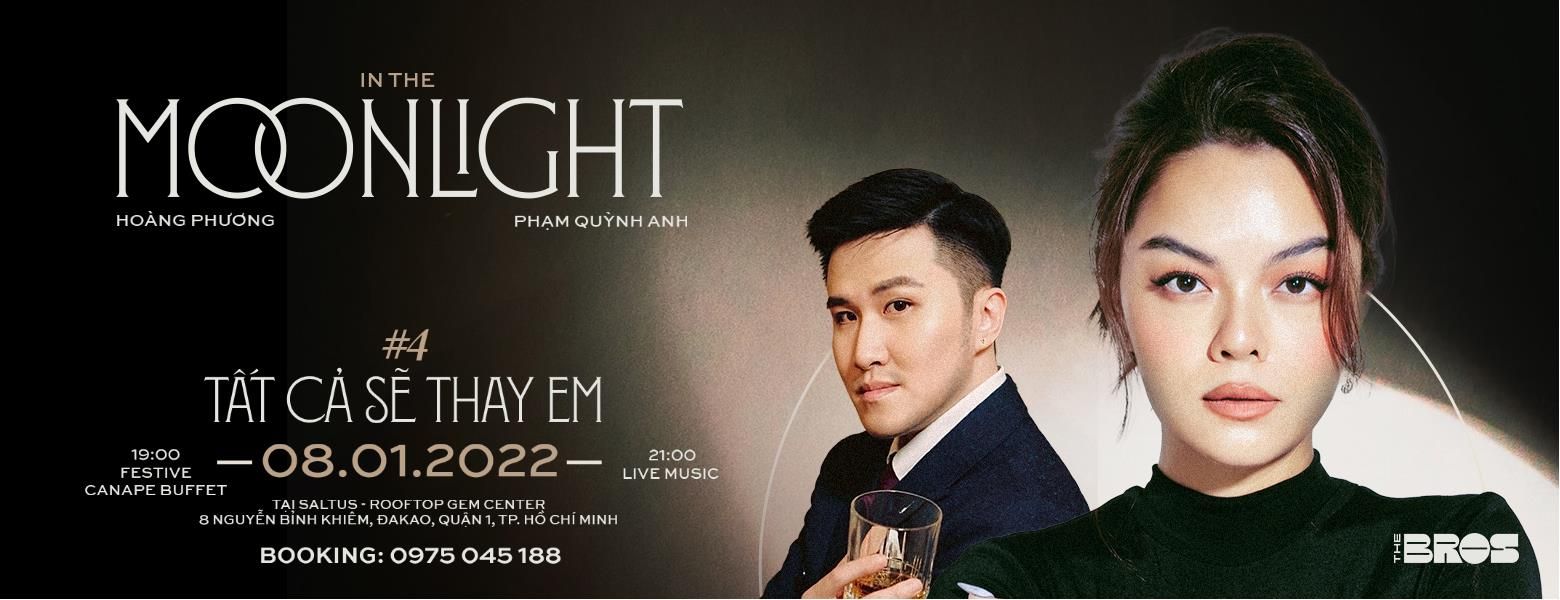 IN THE
MOONLIGHT
HOÀNG PHƯƠNG
PHẠM QUỲNH ANH
#4
TẤT CẢ SẼ THAY EM
19:00
FESTIVE
CANAPE BUFFET
08.01.2022
21:00
LIVE MUSIC
TẠI SALTUS - ROOFTOP GEM CENTER
8 NGUYỄN BỈNH KHIÊM, ĐAKAO, QUẬN 1, TP. HỒ CHÍ MINH
BOOKING: 0975 045 188
THE BROS